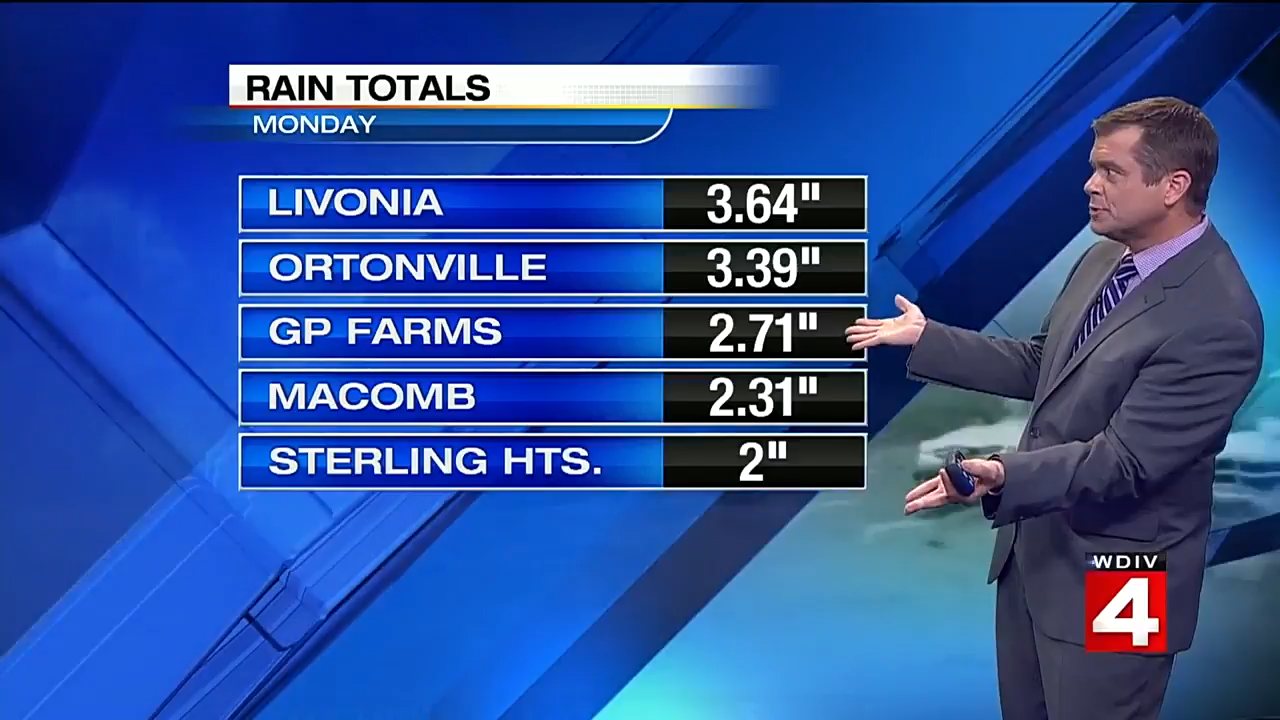 RAIN TOTALS
MONDAY
LIVONIA 3.64"
ORTONVILLE 3.39"
GP FARMS 2.71"
MACOMB 2.31"
STERLING HTS. 2"
WDIV
4